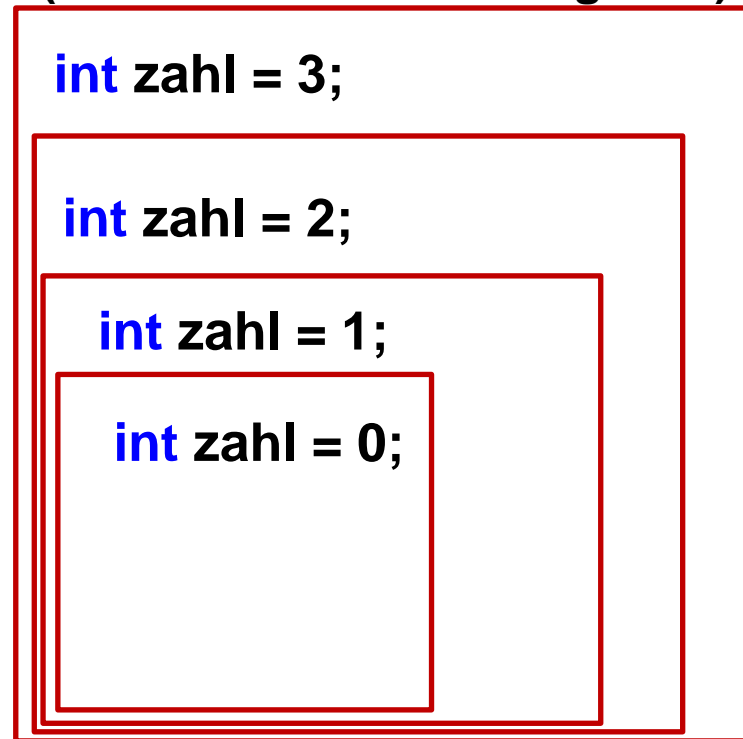 int zahl = 3;
int zahl = 2;
int zahl = 1;
int zahl = 0;